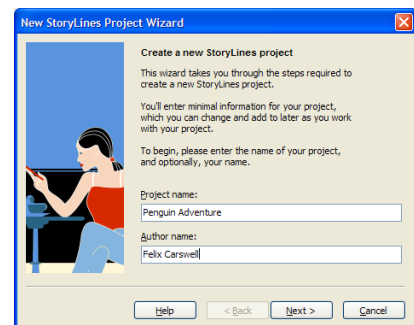 New StoryLines Project Wizard
Create a new StoryLines project
This wizard takes you through the steps required to
create a new StoryLines project.
You'll enter minimal information for your project,
which you can change and add to later as you work
with your project.
To begin, please enter the name of your project,
and optionally, your name.
Project name:
Penguin Adventure
Author name:
Felix Carswell
Help < Back Next > Cancel